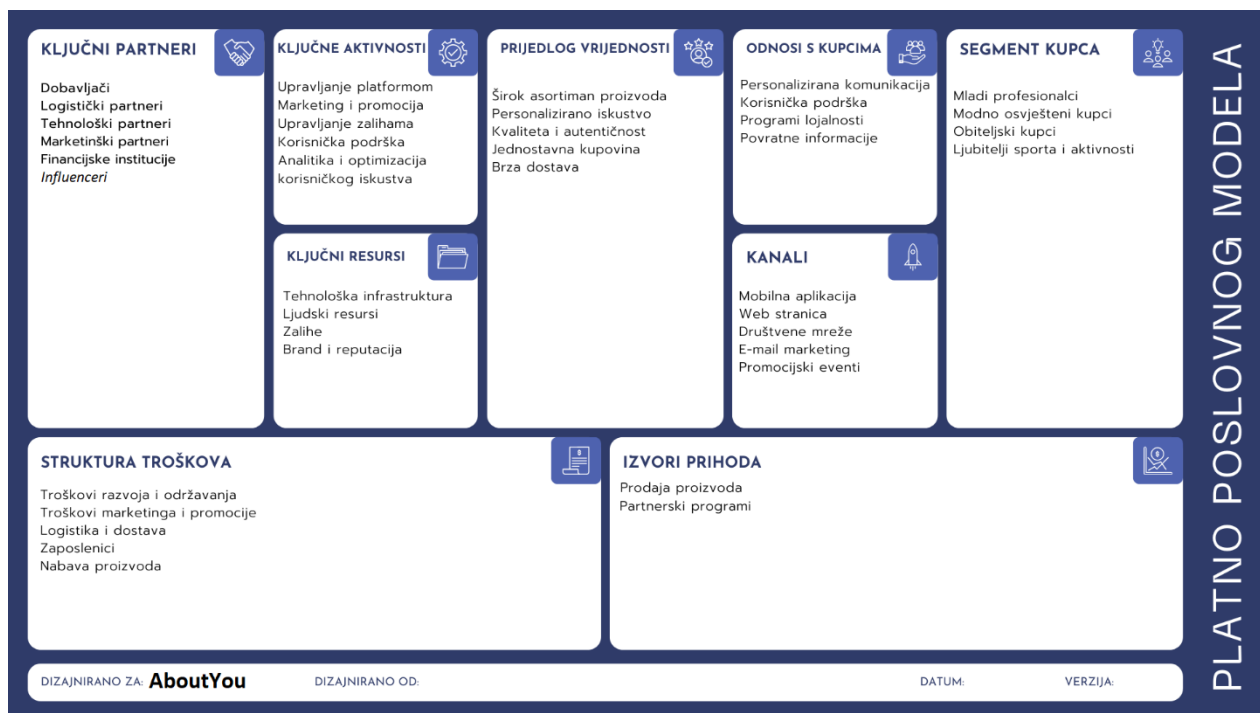 KLJUČNI PARTNERI
Dobavljači
Logistički partneri
Tehnološki partneri
Marketinški partneri
Financijske institucije
Influenceri
KLJUČNE AKTIVNOSTI
Upravljanje platformom
Marketing i promocija
Upravljanje zalihama
Korisnička podrška
Analitika i optimizacija
korisničkog iskustva
KLJUČNI RESURSI
Tehnološka infrastruktura
Ljudski resursi
Zalihe
Brand i reputacija
PRIJEDLOG VRIJEDNOSTI
Širok asortiman proizvoda
Personalizirano iskustvo
Kvaliteta i autentičnost
Jednostavna kupovina
Brza dostava
ODNOSI S KUPCIMA
Personalizirana komunikacija
Korisnička podrška
Programi lojalnosti
Povratne informacije
KANALI
Mobilna aplikacija
Web stranica
Društvene mreže
E-mail marketing
Promocijski eventi
SEGMENT KUPCA
Mladi profesionalci
Modno osvješteni kupci
Obiteljski kupci
Ljubitelji sporta i aktivnosti
STRUKTURA TROŠKOVA
Troškovi razvoja i održavanja
Troškovi marketinga i promocije
Logistika i dostava
Zaposlenici
Nabava proizvoda
IZVORI PRIHODA
Prodaja proizvoda
Partnerski programi
DIZAJNIRANO ZA: AboutYou
DIZAJNIRANO OD:
DATUM:
VERZIJA:
PLATNO POSLOVNOG MODELA